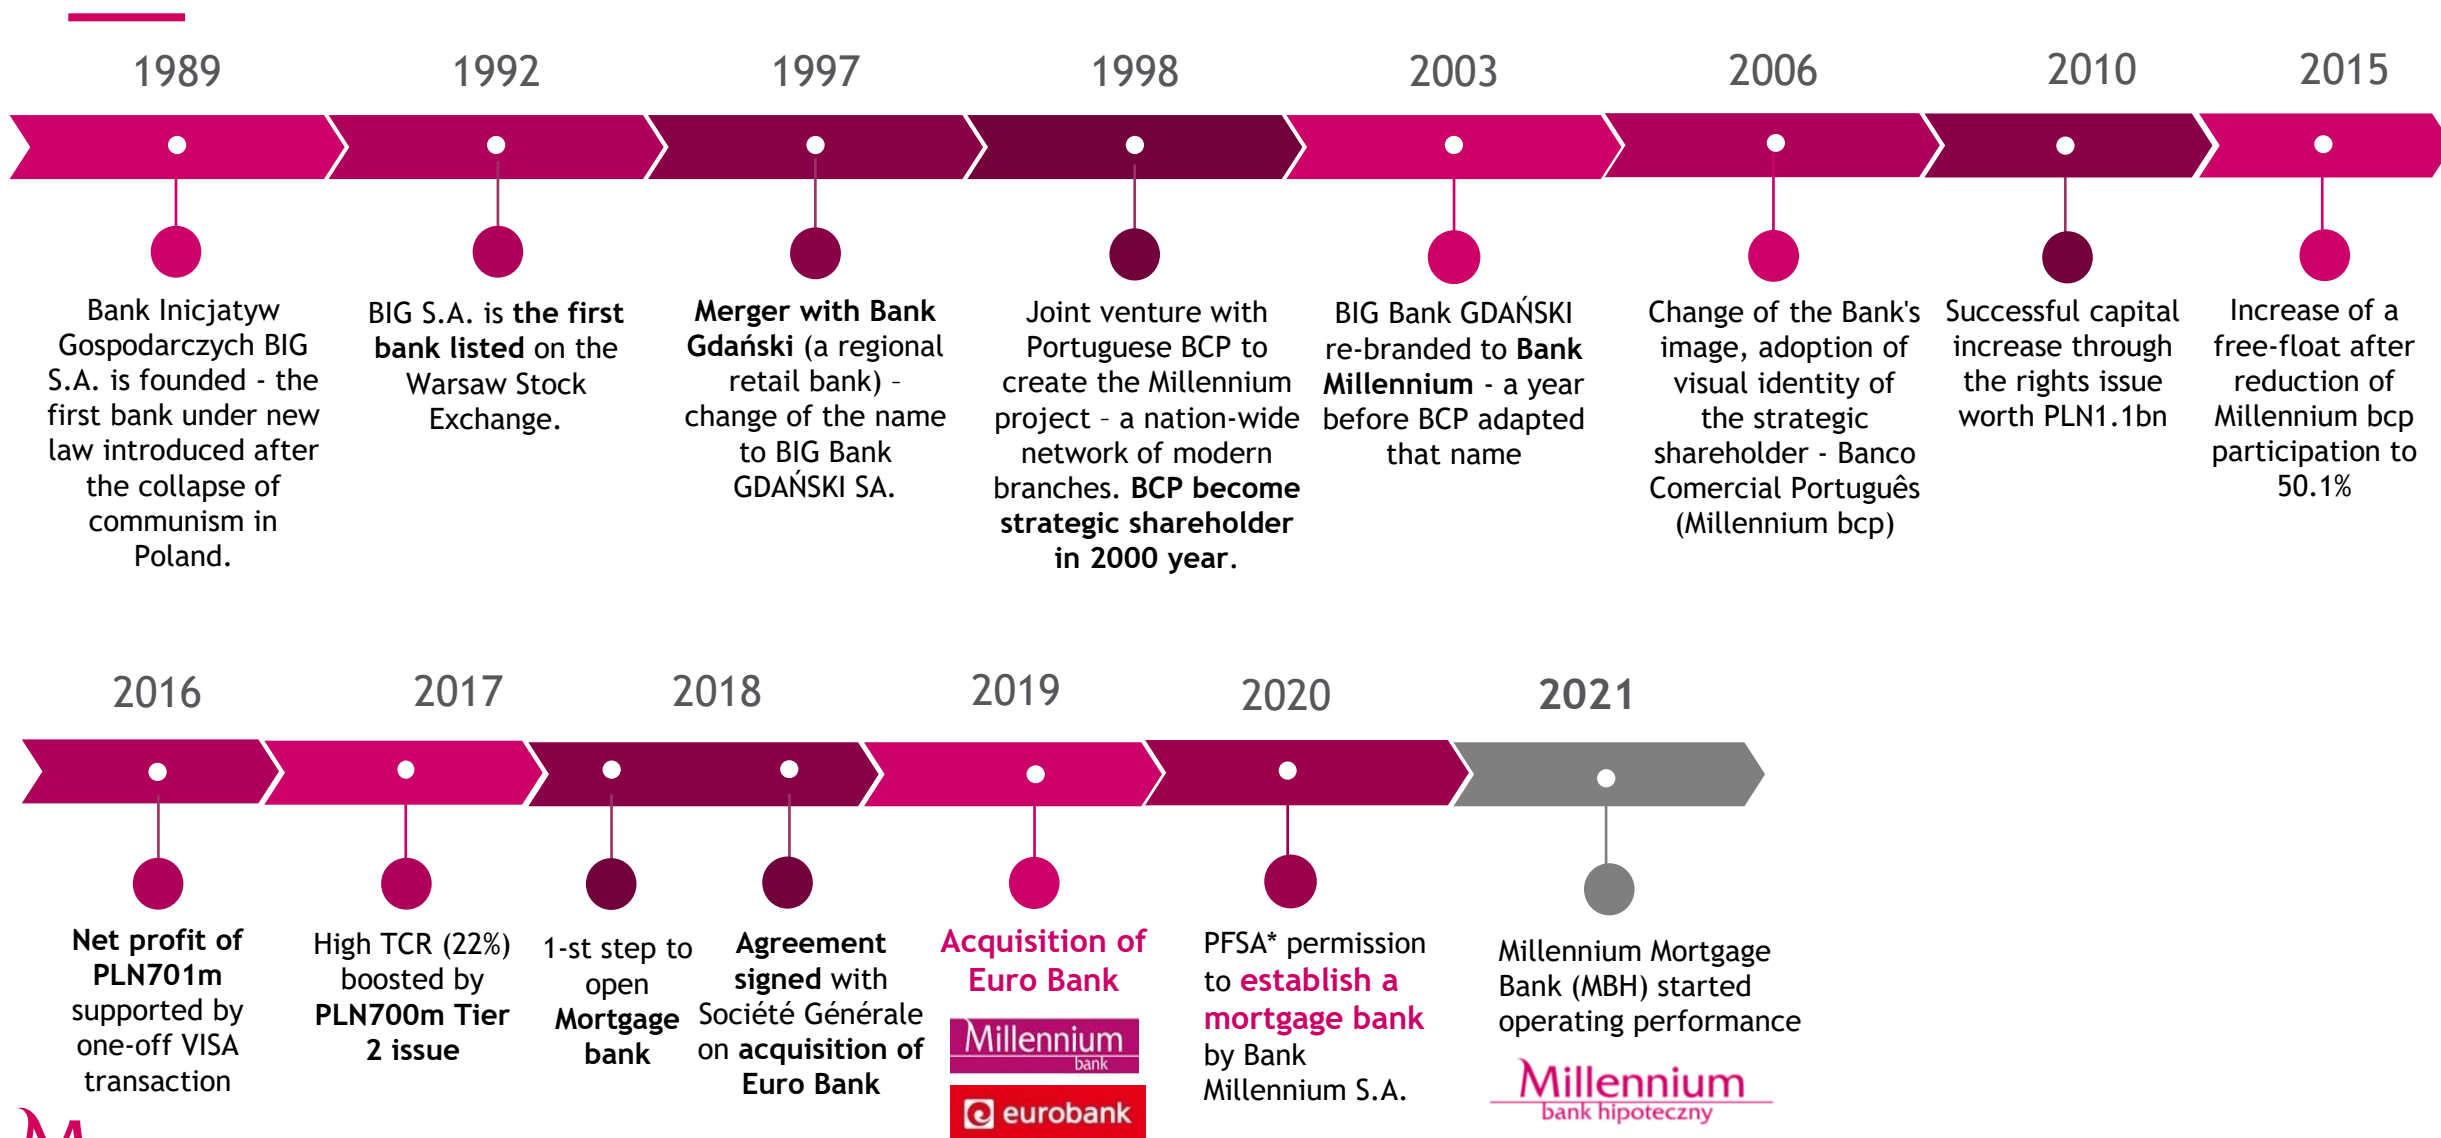 1989
1992
1997
1998
2003
2006
2010
2015
Bank Inicjatyw
Gospodarczych BIG
S.A. is founded - the
first bank under new
law introduced after
the collapse of
communism in
Poland.
BIG S.A. is the first
bank listed on the
Warsaw Stock
Exchange.
Merger with Bank
Gdański (a regional
retail bank) –
change of the name
to BIG Bank
GDAŃSKI SA.
Joint venture with
Portuguese BCP to
create the Millennium
project – a nation-wide
network of modern
branches. BCP become
strategic shareholder
in 2000 year.
BIG Bank GDAŃSKI
re-branded to Bank
Millennium - a year
before BCP adapted
that name
Change of the Bank's
image, adoption of
visual identity of
the strategic
shareholder - Banco
Comercial Português
(Millennium bcp)
Successful capital
increase through
the rights issue
worth PLN1.1bn
Increase of a
free-float after
reduction of
Millennium bcp
participation to
50.1%
2016
2017
2018
2019
2020
2021
Net profit of
PLN701m
supported by
one-off VISA
transaction
High TCR (22%)
boosted by
PLN700m Tier
2 issue
1-st step to
open
Mortgage
bank
Agreement
signed with
Société Générale
on acquisition of
Euro Bank
Acquisition of
Euro Bank
Millennium
bank
eurobank
PFSA* permission
to establish a
mortgage bank
by Bank
Millennium S.A.
Millennium Mortgage
Bank (MBH) started
operating performance
Millennium
bank hipoteczny